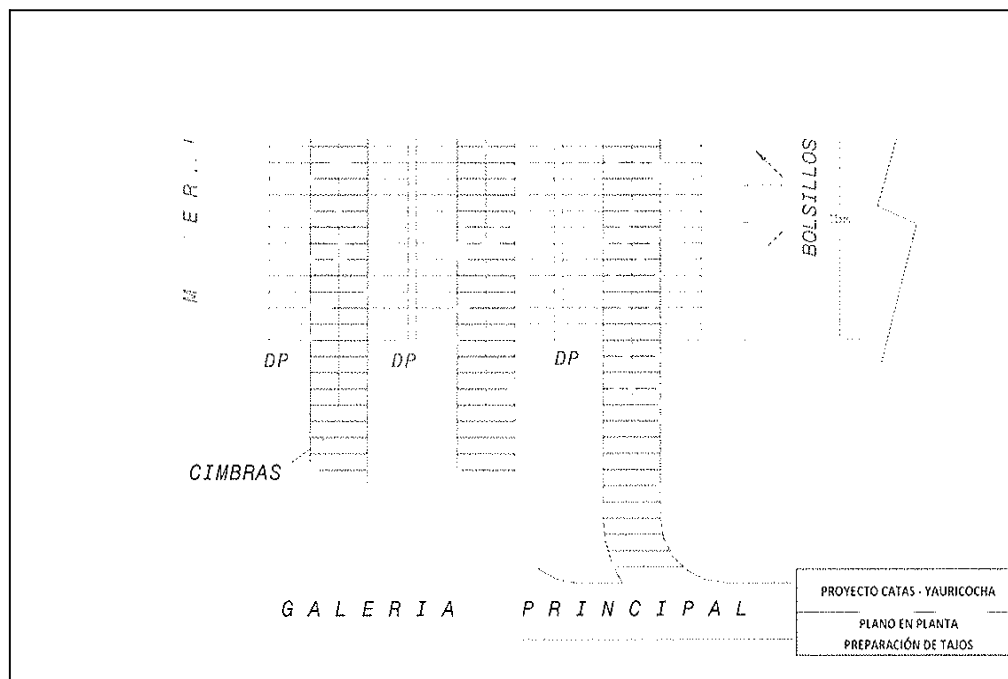 BOLSILLOS
DP DP DP
CIMBRAS
GALERIA PRINCIPAL
PROYECTO CATAS - YAURICOCHA
PLANO EN PLANTA
PREPARACIÓN DE TAJOS